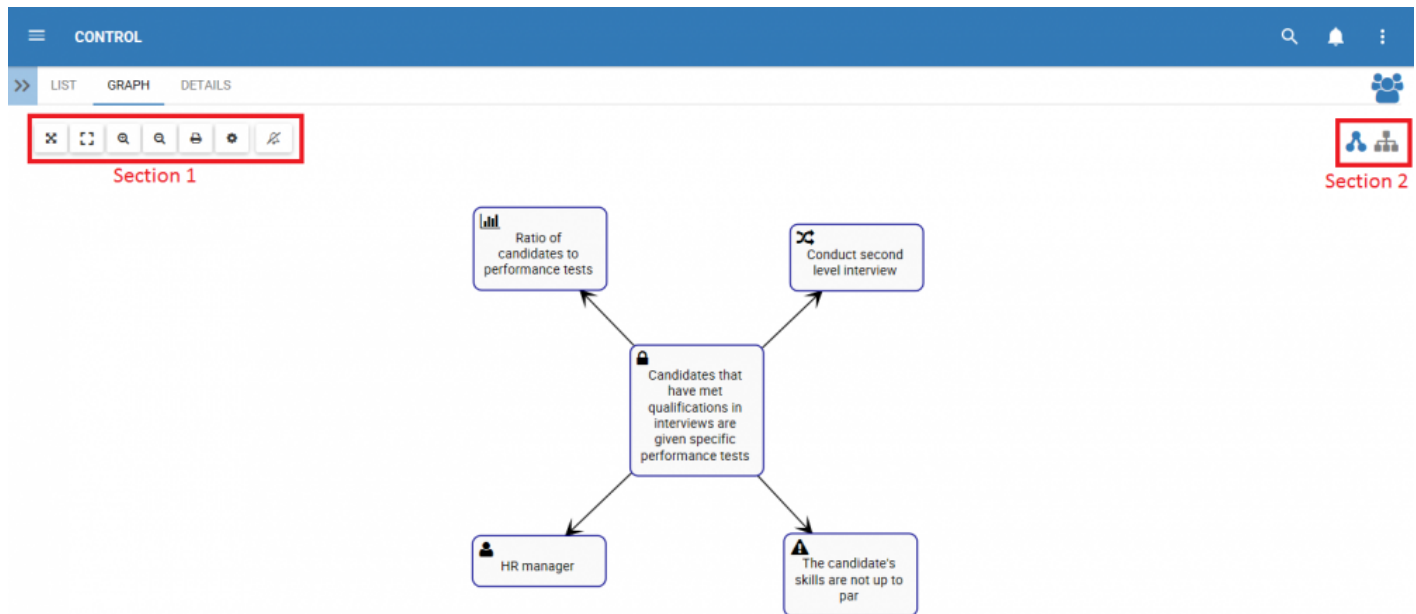 CONTROL
LIST GRAPH DETAILS
Section 1
Section 2
Ratio of
candidates to
performance tests
Conduct second
level interview
Candidates that
have met
qualifications in
interviews are
given specific
performance tests
HR manager
The candidate's
skills are not up to
par